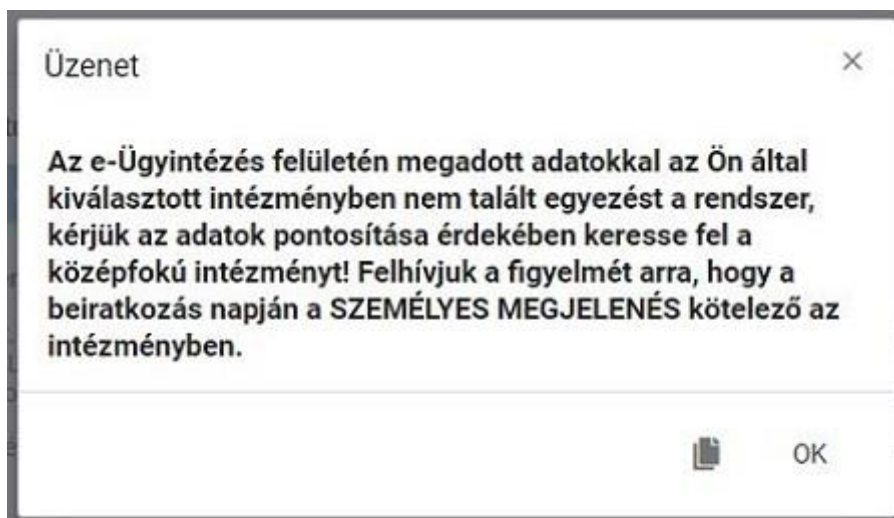 Üzenet
Az e-Ügyintézés felületén megadott adatokkal az Ön által
kiválasztott intézményben nem talált egyezést a rendszer,
kérjük az adatok pontosítása érdekében keresse fel a
középfokú intézményt! Felhívjuk a figyelmét arra, hogy a
beiratkozás napján a SZEMÉLYES MEGJELENÉS kötelező az
intézményben.
OK